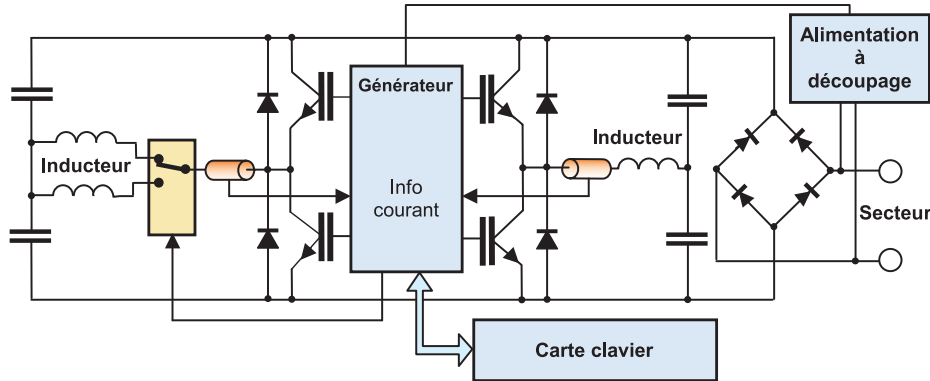 Alimentation
à
découpage
Générateur
Inducteur
Inducteur
Info
courant
Secteur
Carte clavier